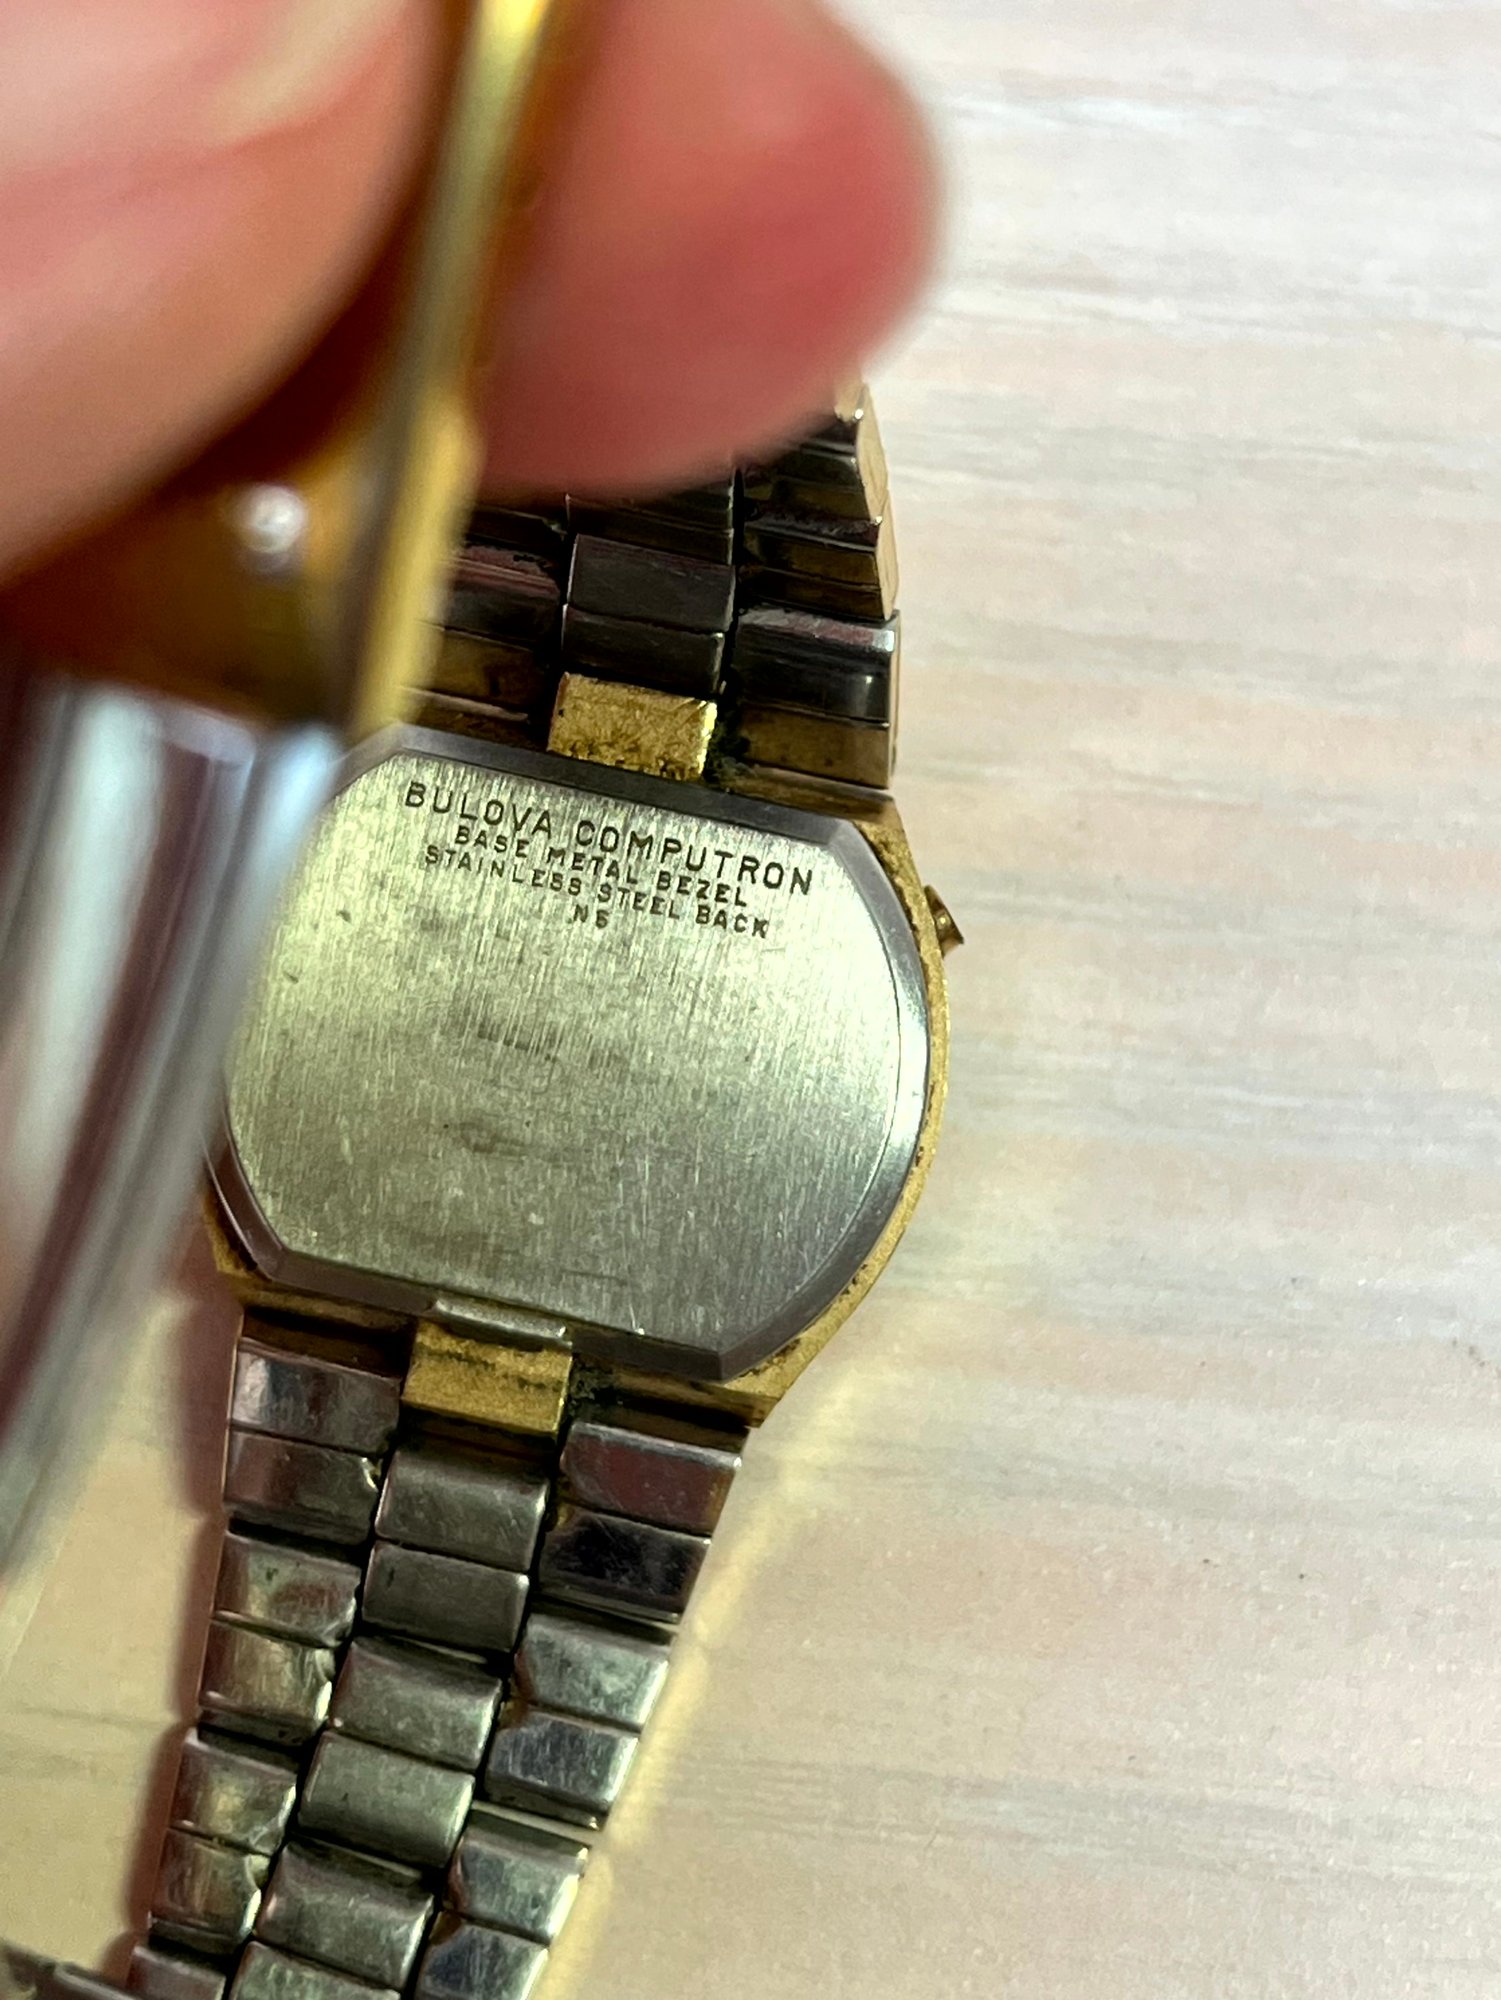 BULOVA COMPUTRON
BASE METAL BEZEL
STAINLESS STEEL BACK
N5